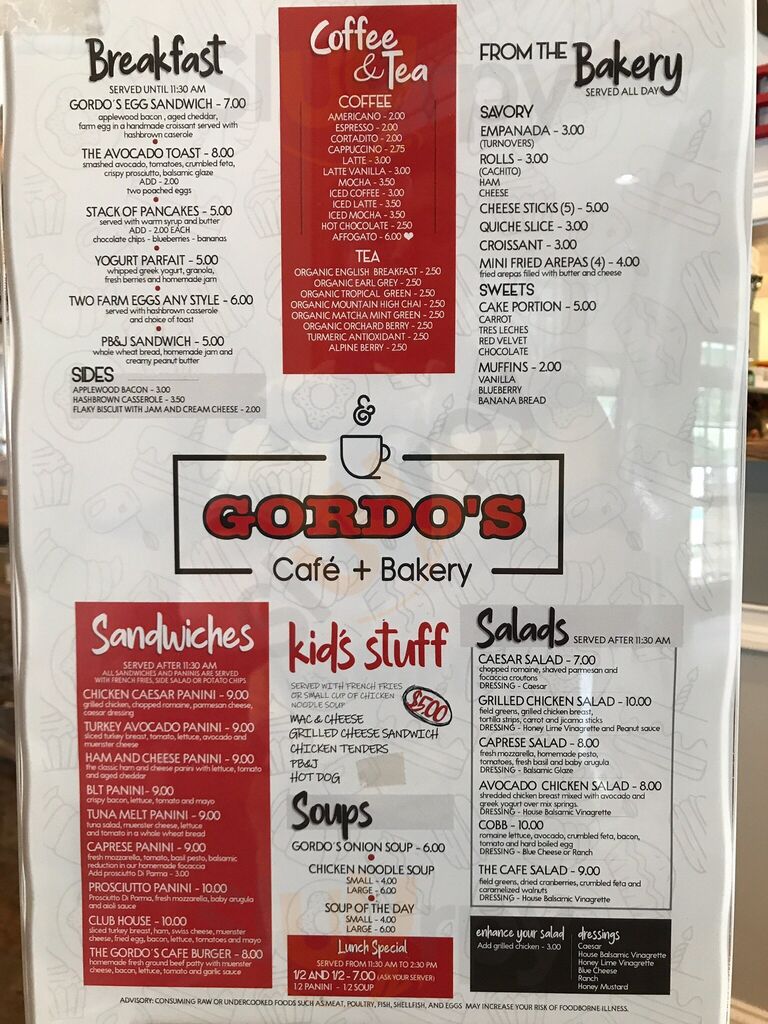 Breakfast
SERVED UNTIL 11:30 AM
GORDO´S EGG SANDWICH - 7.00
applewood bacon , aged cheddar,
farm egg in a handmade croissant served with
hashbrown caserole
THE AVOCADO TOAST - 8.00
smashed avocado, tomatoes, crumbled feta,
crispy prosciutto, balsamic glaze
ADD - 2.00
two poached eggs
STACK OF PANCAKES - 5.00
served with warm syrup and butter
ADD - 2.00 EACH
chocolate chips - blueberries - bananas
YOGURT PARFAIT - 5.00
whipped greek yogurt, granola,
fresh berries and homemade jam
TWO FARM EGGS ANY STYLE - 6.00
served with hashbrown caserole
and choice of toast
PB&J SANDWICH - 5.00
whole wheat bread, homemade jam and
creamy peanut butter
SIDES
APPLEWOOD BACON - 3.00
HASHBROWN CASSEROLE - 3.50
FLAKY BISCUIT WITH JAM AND CREAM CHEESE - 2.00
Coffee
& Tea
COFFEE
AMERICANO - 2.00
ESPRESSO - 2.00
CORTADITO - 2.00
CAPPUCCINO - 2.75
LATTE - 3.00
LATTE VANILLA - 3.00
MOCHA - 3.50
ICED COFFEE - 3.00
ICED LATTE - 3.50
ICED MOCHA - 3.50
HOT CHOCOLATE - 2.50
AFFOGATO - 6.00 ♥
TEA
ORGANIC ENGLISH BREAKFAST - 2.50
ORGANIC EARL GREY - 2.50
ORGANIC TROPICAL GREEN - 2.50
ORGANIC MOUNTAIN HIGH CHAI - 2.50
ORGANIC MATCHA MINT GREEN - 2.50
ORGANIC ORCHARD BERRY - 2.50
TURMERIC ANTIOXIDANT - 2.50
ALPINE BERRY - 2.50
FROM THE Bakery
SERVED ALL DAY
SAVORY
EMPANADA - 3.00
(TURNOVERS)
ROLLS - 3.00
(CACHITO)
HAM
CHEESE
CHEESE STICKS (5) - 5.00
QUICHE SLICE - 3.00
CROISSANT - 3.00
MINI FRIED AREPAS (4) - 4.00
fried arepas filled with butter and cheese
SWEETS
CAKE PORTION - 5.00
CARROT
TRES LECHES
RED VELVET
CHOCOLATE
MUFFINS - 2.00
VANILLA
BLUEBERRY
BANANA BREAD
&
GORDO'S
Café + Bakery
Sandwiches
SERVED AFTER 11:30 AM
ALL SANDWICHES AND PANINIS ARE SERVED
WITH FRENCH FRIES, SIDE SALAD OR POTATO CHIPS
CHICKEN CAESAR PANINI - 9.00
grilled chicken, chopped romaine, parmesan cheese,
caesar dressing
TURKEY AVOCADO PANINI - 9.00
sliced turkey breast, tomato, lettuce, avocado and
muenster cheese
HAM AND CHEESE PANINI - 9.00
the classic ham and cheese panini with lettuce, tomato
and aged cheddar
BLT PANINI- 9.00
crispy bacon, lettuce, tomato and mayo
TUNA MELT PANINI - 9.00
tuna salad, muenster cheese, lettuce
and tomato in a whole wheat bread
CAPRESE PANINI - 9.00
fresh mozzarella, tomato, basil pesto, balsamic
reduction in our homemade focaccia
Add prosciutto Di Parma - 3.00
PROSCIUTTO PANINI - 10.00
Prosciutto Di Parma, fresh mozzarella, baby arugula
and aioli sauce
CLUB HOUSE - 10.00
sliced turkey breast, ham, swiss cheese, muenster
cheese, fried egg, bacon, lettuce, tomatoes and mayo
THE GORDO'S CAFE BURGER - 8.00
homemade fresh ground beef patty with muenster
cheese, bacon, lettuce, tomato and garlic sauce
kid's stuff
SERVED WITH FRENCH FRIES
OR SMALL CUP OF CHICKEN
NOODLE SOUP
$5.00
MAC & CHEESE
GRILLED CHEESE SANDWICH
CHICKEN TENDERS
PB&J
HOT DOG
Soups
GORDO'S ONION SOUP - 6.00
CHICKEN NOODLE SOUP
SMALL - 4.00
LARGE - 6.00
SOUP OF THE DAY
SMALL - 4.00
LARGE - 6.00
Lunch Special
SERVED FROM 11:30 AM TO 2:30 PM
1/2 AND 1/2 - 7.00 (ASK YOUR SERVER)
1/2 PANINI - 1/2 SOUP
Salads SERVED AFTER 11:30 AM
CAESAR SALAD - 7.00
chopped romaine, shaved parmesan and
focaccia croutons
DRESSING - Caesar
GRILLED CHICKEN SALAD - 10.00
field greens, grilled chicken breast,
tortilla strips, carrot and jicama sticks
DRESSING - Honey Lime Vinagrette and Peanut sauce
CAPRESE SALAD - 8.00
fresh mozzarella, homemade pesto,
tomatoes, fresh basil and baby arugula
DRESSING - Balsamic Glaze
AVOCADO CHICKEN SALAD - 8.00
shredded chicken breast mixed with avocado and
greek yogurt over mix springs.
DRESSING - House Balsamic Vinagrette
COBB - 10.00
romaine lettuce, avocado, crumbled feta, bacon,
tomato and hard boiled egg
DRESSING - Blue Cheese or Ranch
THE CAFE SALAD - 9.00
field greens, dried cranberries, crumbled feta and
caramelized walnuts
DRESSING - House Balsamic Vinagrette
enhance your salad
Add grilled chicken - 3.00
dressings
Caesar
House Balsamic Vinagrette
Honey Lime Vinagrette
Blue Cheese
Ranch
Honey Mustard
ADVISORY: CONSUMING RAW OR UNDERCOOKED FOODS SUCH AS MEAT, POULTRY, FISH, SHELLFISH, AND EGGS MAY INCREASE YOUR RISK OF FOODBORNE ILLNESS.